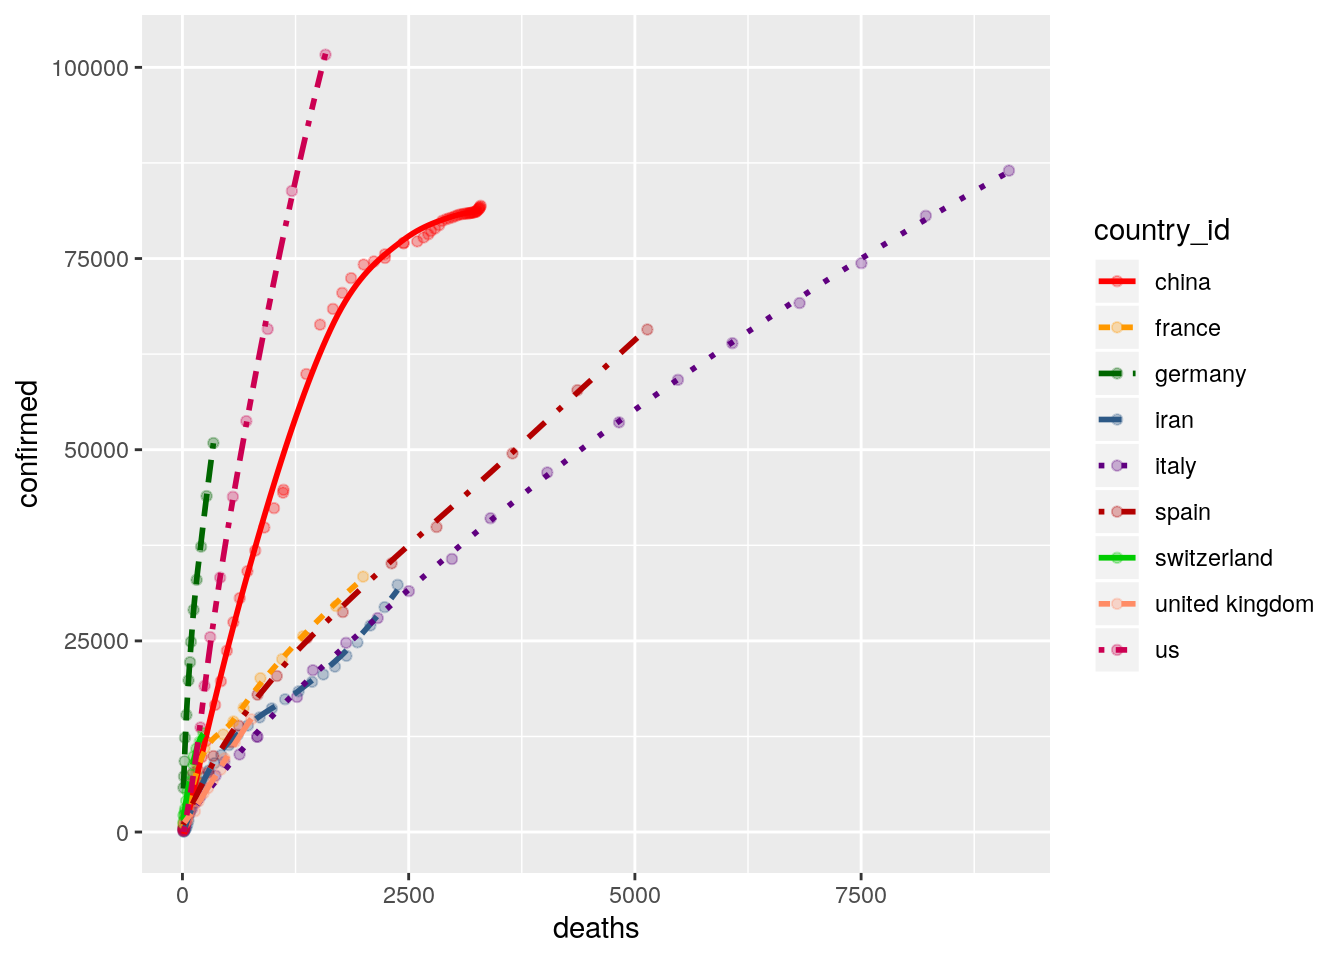 100000
75000
50000
25000
0
confirmed
0 2500 5000 7500
deaths
country_id
china
france
germany
iran
italy
spain
switzerland
united kingdom
us